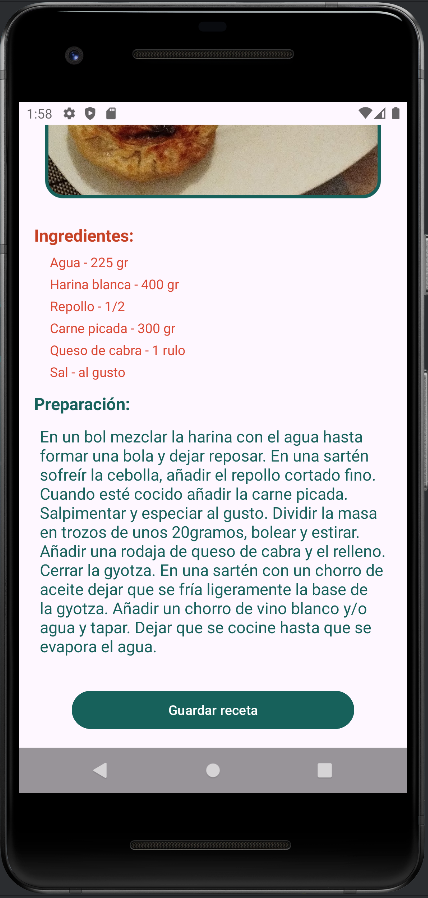 1:58
Ingredientes:
Agua - 225 gr
Harina blanca - 400 gr
Repollo - 1/2
Carne picada - 300 gr
Queso de cabra - 1 rulo
Sal - al gusto
Preparación:
En un bol mezclar la harina con el agua hasta
formar una bola y dejar reposar. En una sartén
sofreír la cebolla, añadir el repollo cortado fino.
Cuando esté cocido añadir la carne picada.
Salpimentar y especiar al gusto. Dividir la masa
en trozos de unos 20gramos, bolear y estirar.
Añadir una rodaja de queso de cabra y el relleno.
Cerrar la gyotza. En una sartén con un chorro de
aceite dejar que se fría ligeramente la base de
la gyotza. Añadir un chorro de vino blanco y/o
agua y tapar. Dejar que se cocine hasta que se
evapora el agua.
Guardar receta